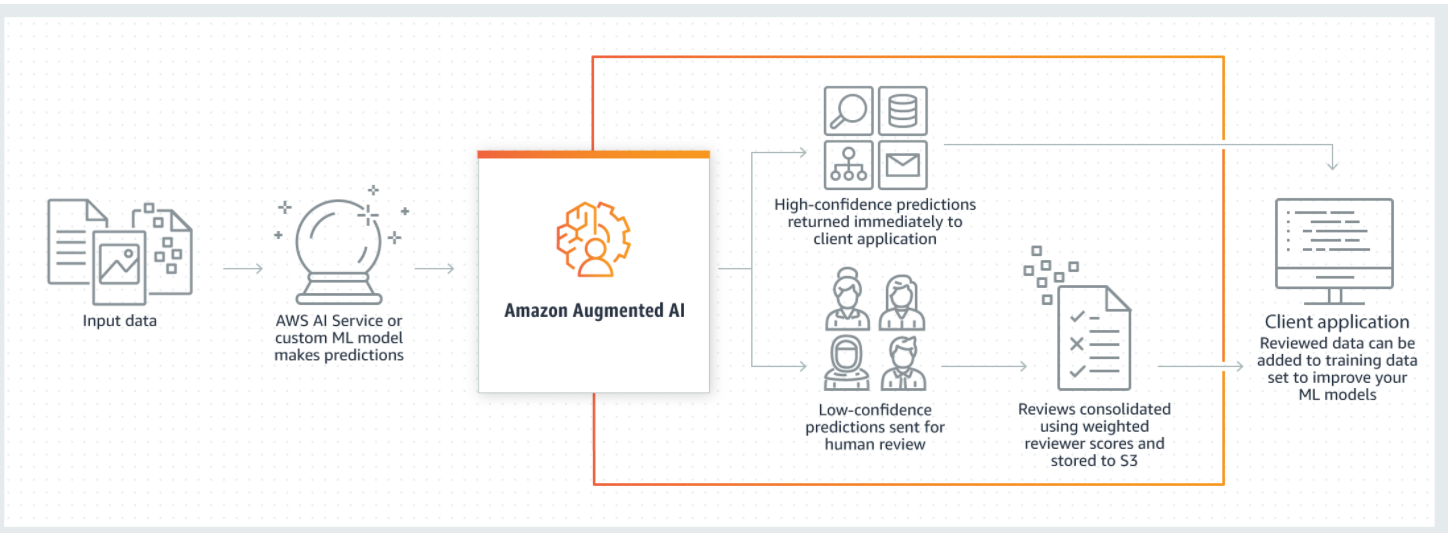 Input data
AWS AI Service or
custom ML model
makes predictions
Amazon Augmented AI
High-confidence predictions
returned immediately to
client application
Low-confidence
predictions sent for
human review
Reviews consolidated
using weighted
reviewer scores and
stored to S3
Client application
Reviewed data can be
added to training data
set to improve your
ML models